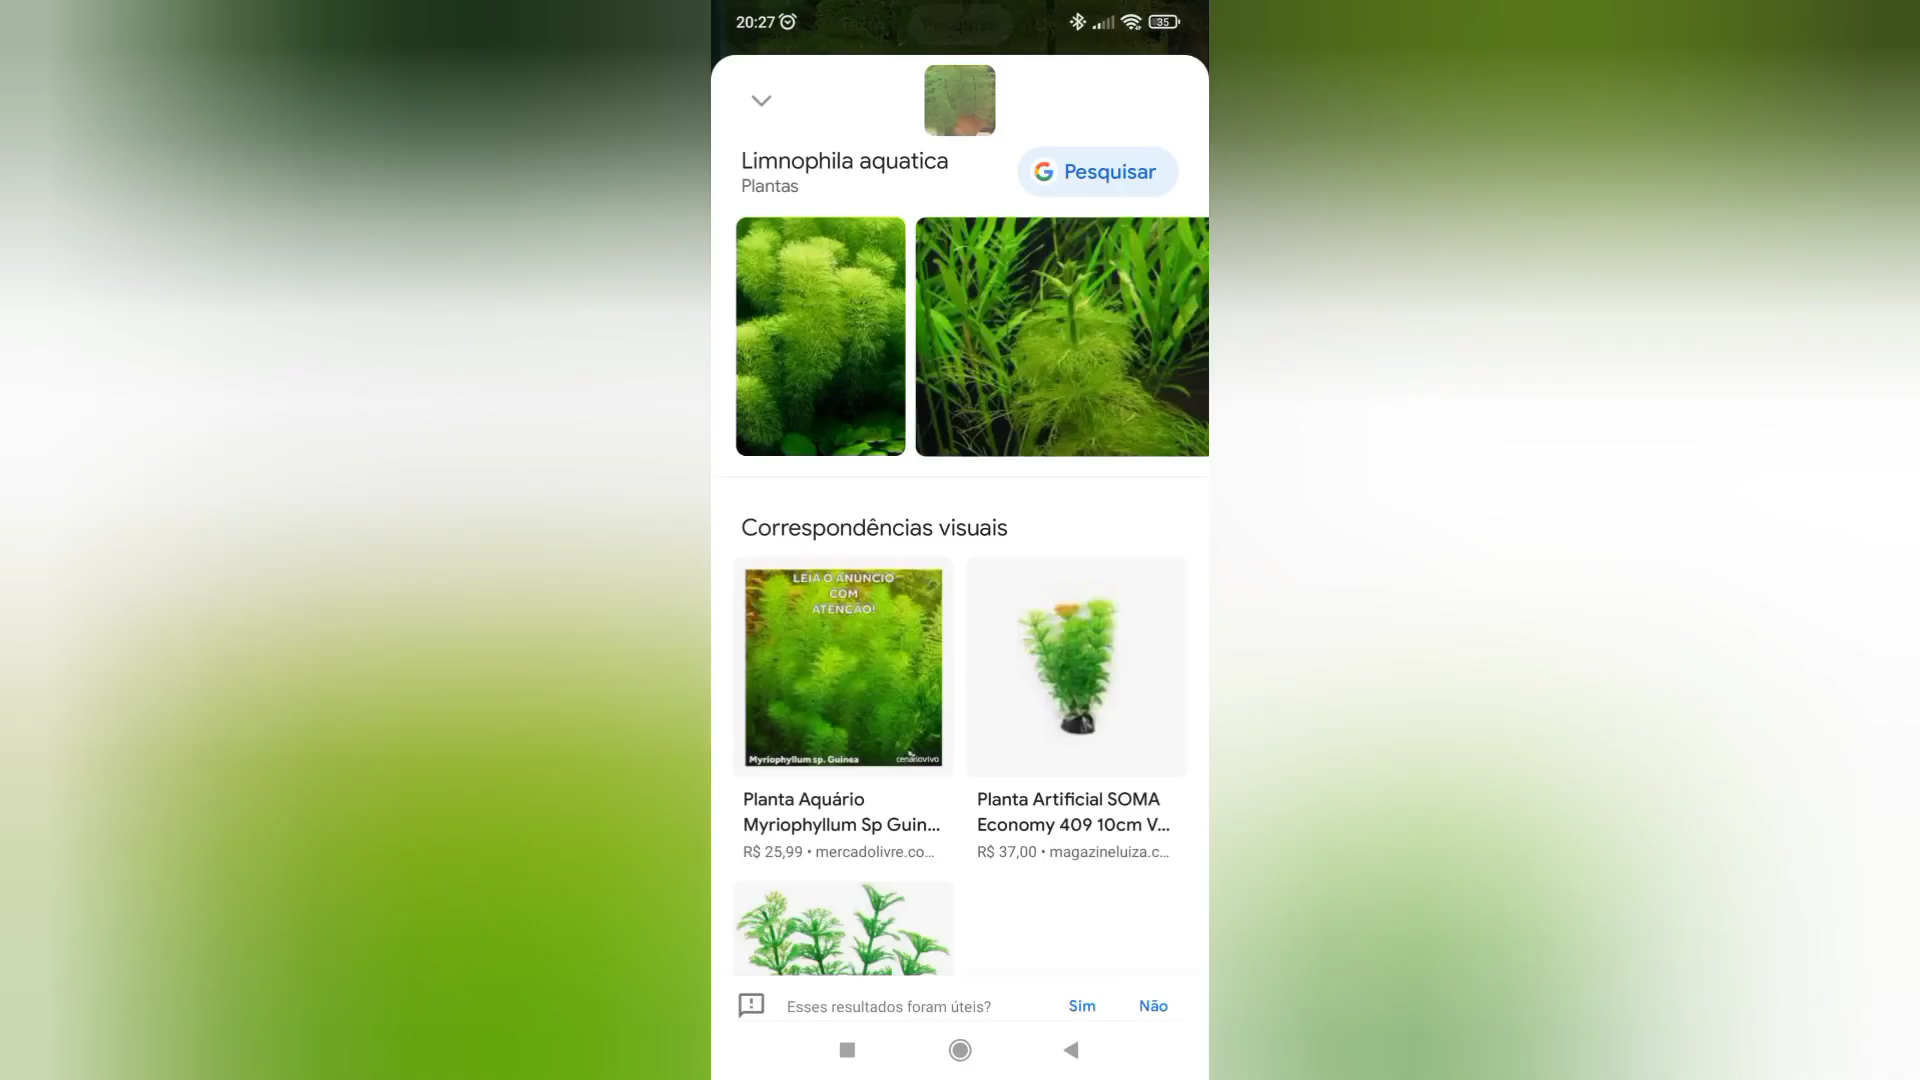 20:27
35
Limnophila aquatica
Plantas
G Pesquisar
Correspondências visuais
LEIA O ANUNCIO
COM
ATENÇÃO!
Myriophyllum sp. Guinea
cenariovivo
Planta Aquário
Myriophyllum Sp Guin...
R$ 25,99 • mercadolivre.co...
Planta Artificial SOMA
Economy 409 10cm V...
R$ 37,00 • magazineluiza.c...
Esses resultados foram úteis?
Sim
Não